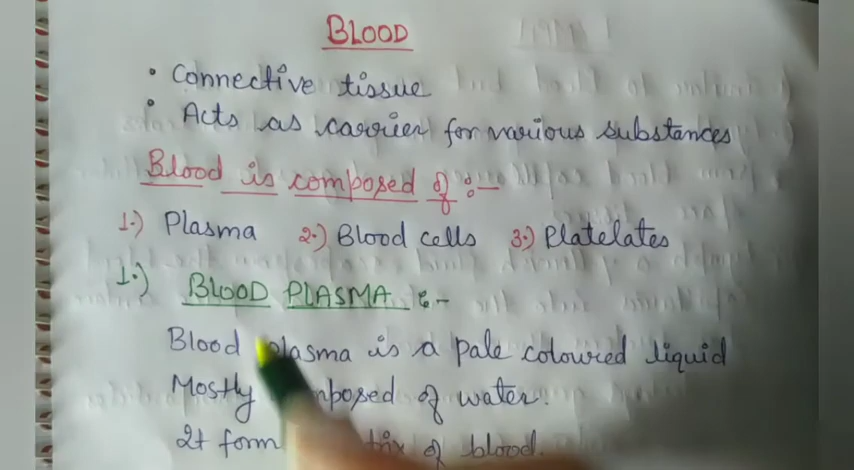 BLOOD
• Connective tissue
• Acts as carrier for various substances
Blood is composed of :-
1.) Plasma 2.) Blood cells 3.) Platelates
1.) BLOOD PLASMA :-
Blood plasma is a pale coloured liquid
Mostly of water.
It form of blood.